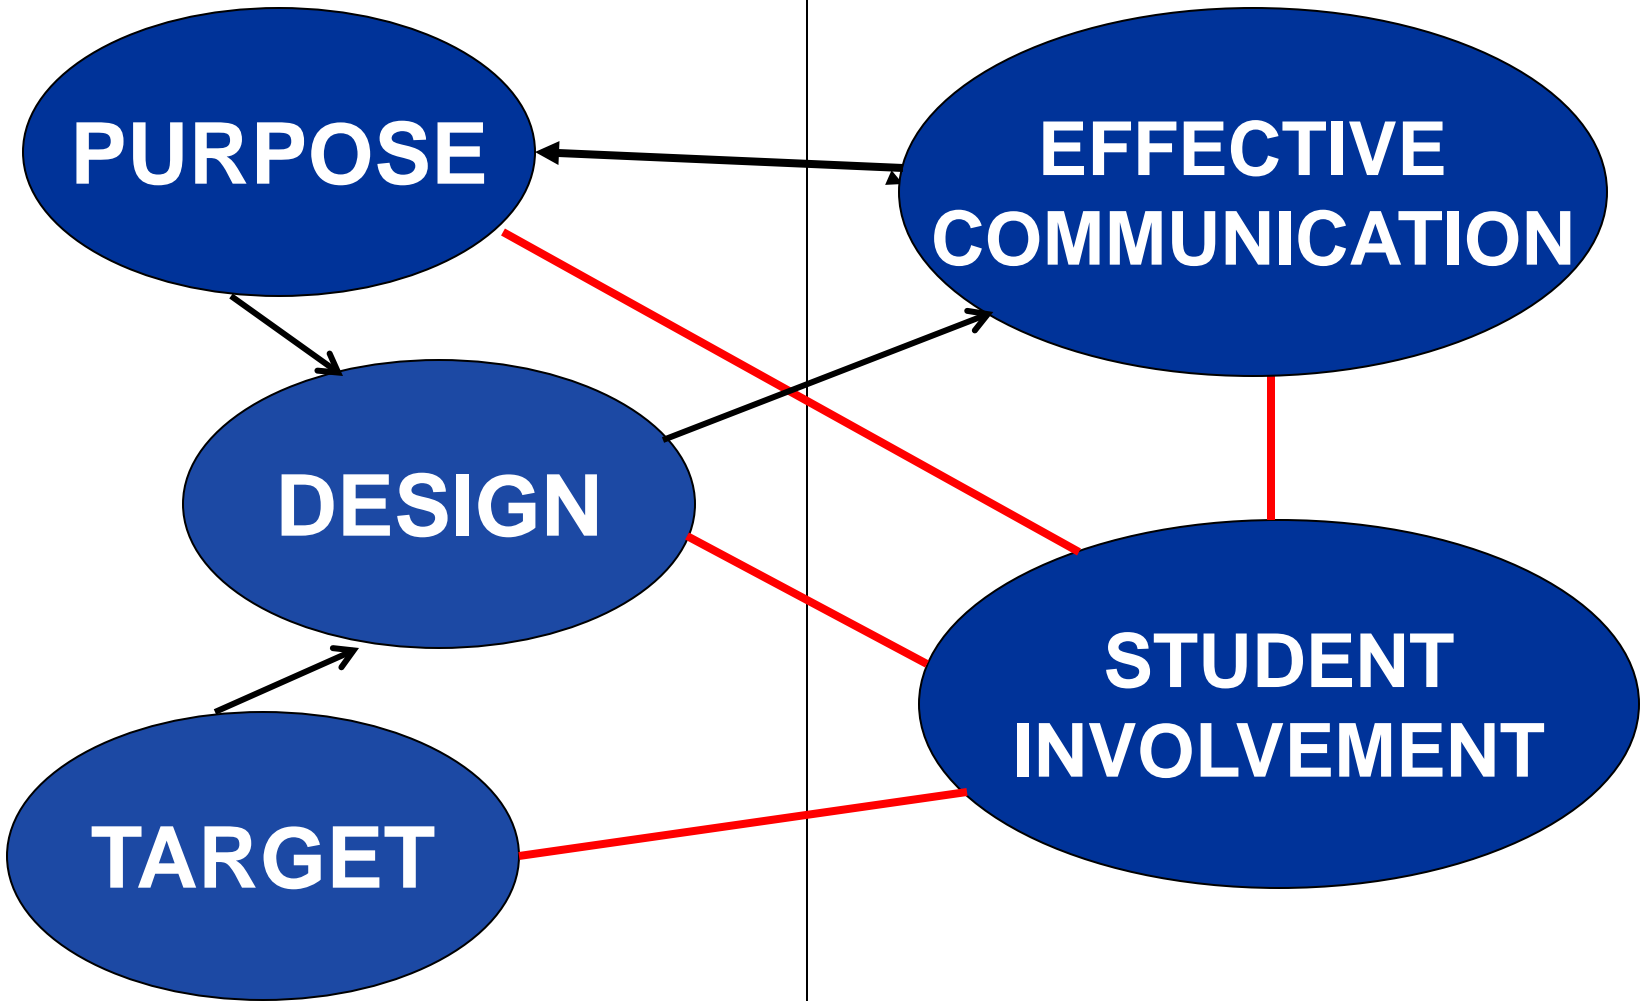 PURPOSE
EFFECTIVE
COMMUNICATION
DESIGN
STUDENT
INVOLVEMENT
TARGET